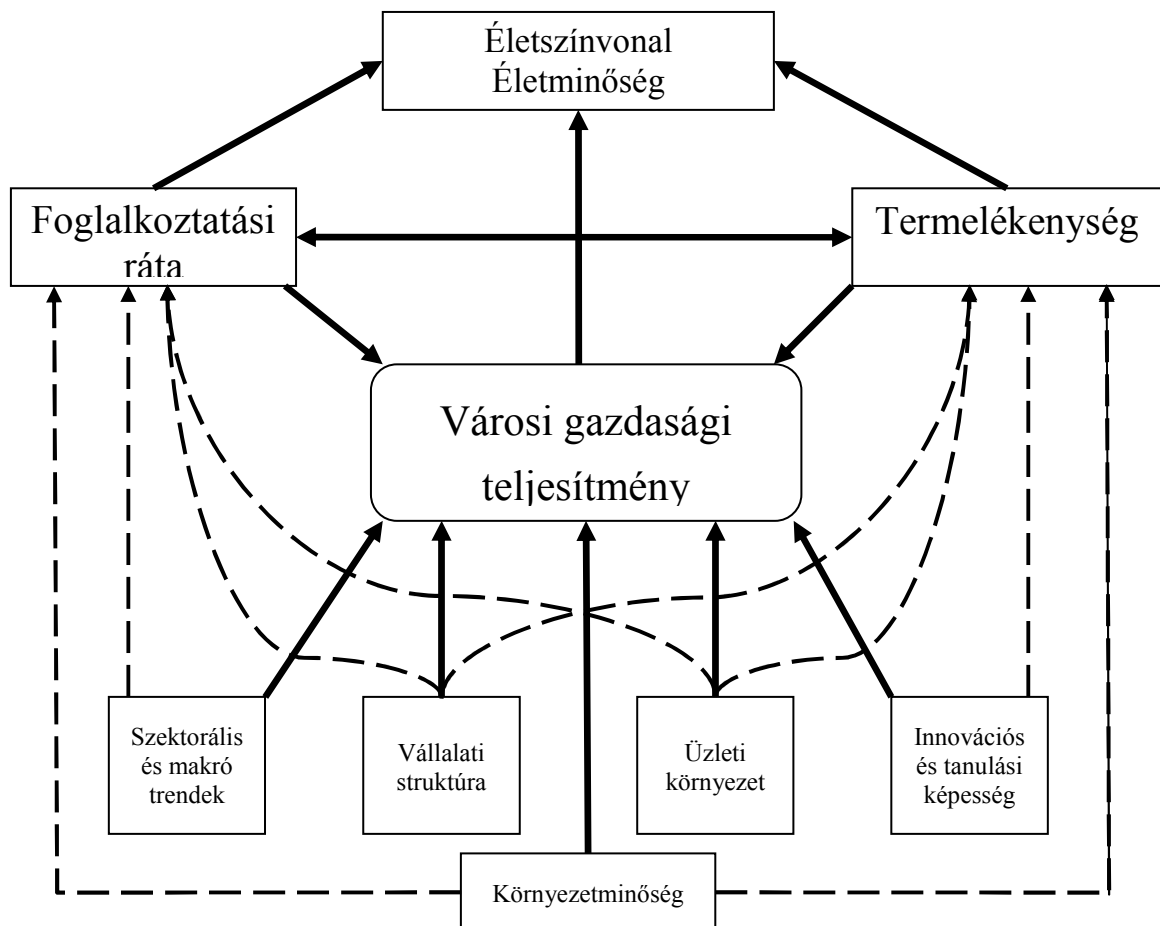 Életszínvonal
Életminőség
Foglalkoztatási
ráta
Termelékenység
Városi gazdasági
teljesítmény
Szektorális
és makró
trendek
Vállalati
struktúra
Üzleti
környezet
Innovációs
és tanulási
képesség
Környezetminőség